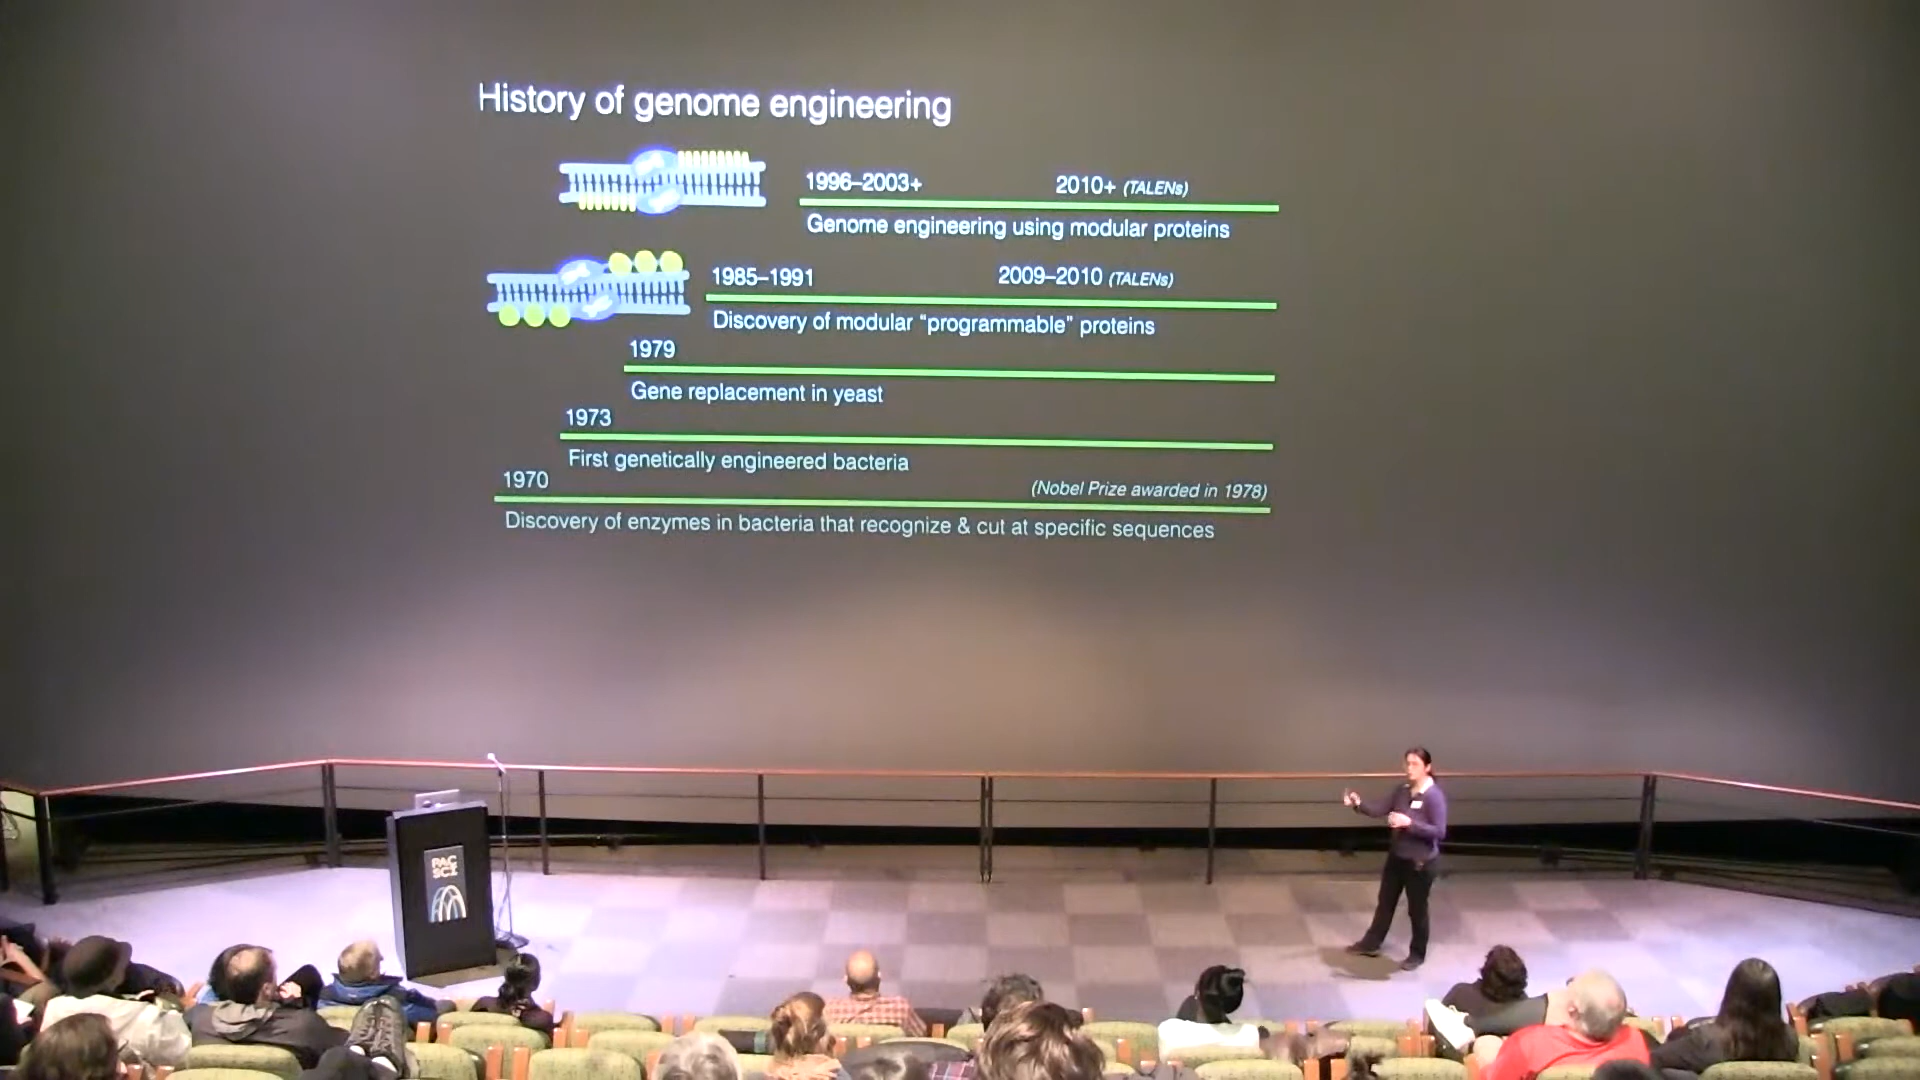 History of genome engineering
1996–2003+ 2010+ (TALENs)
Genome engineering using modular proteins
1985–1991 2009–2010 (TALENs)
Discovery of modular “programmable” proteins
1979
Gene replacement in yeast
1973
First genetically engineered bacteria
1970 (Nobel Prize awarded in 1978)
Discovery of enzymes in bacteria that recognize & cut at specific sequences
PAC
SCI